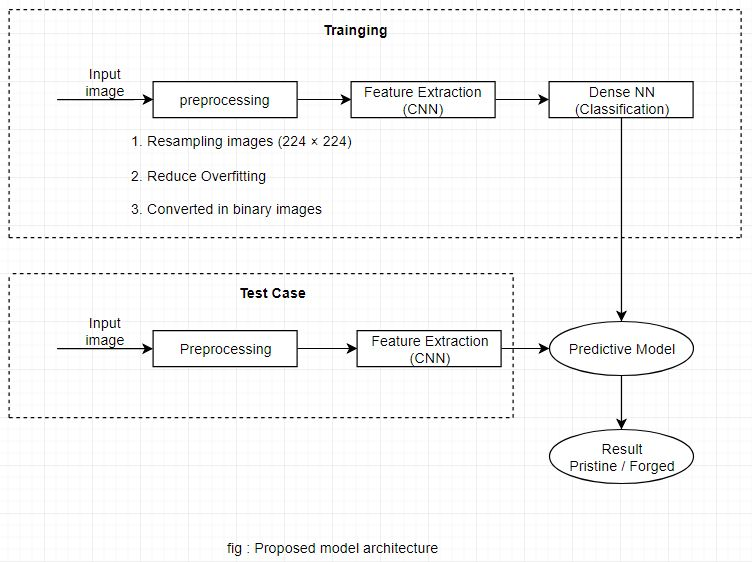 Trainging
Input
image
preprocessing
Feature Extraction
(CNN)
Dense NN
(Classification)
1. Resampling images (224 × 224)
2. Reduce Overfitting
3. Converted in binary images
Test Case
Input
image
Preprocessing
Feature Extraction
(CNN)
Predictive Model
Result
Pristine / Forged
fig : Proposed model architecture